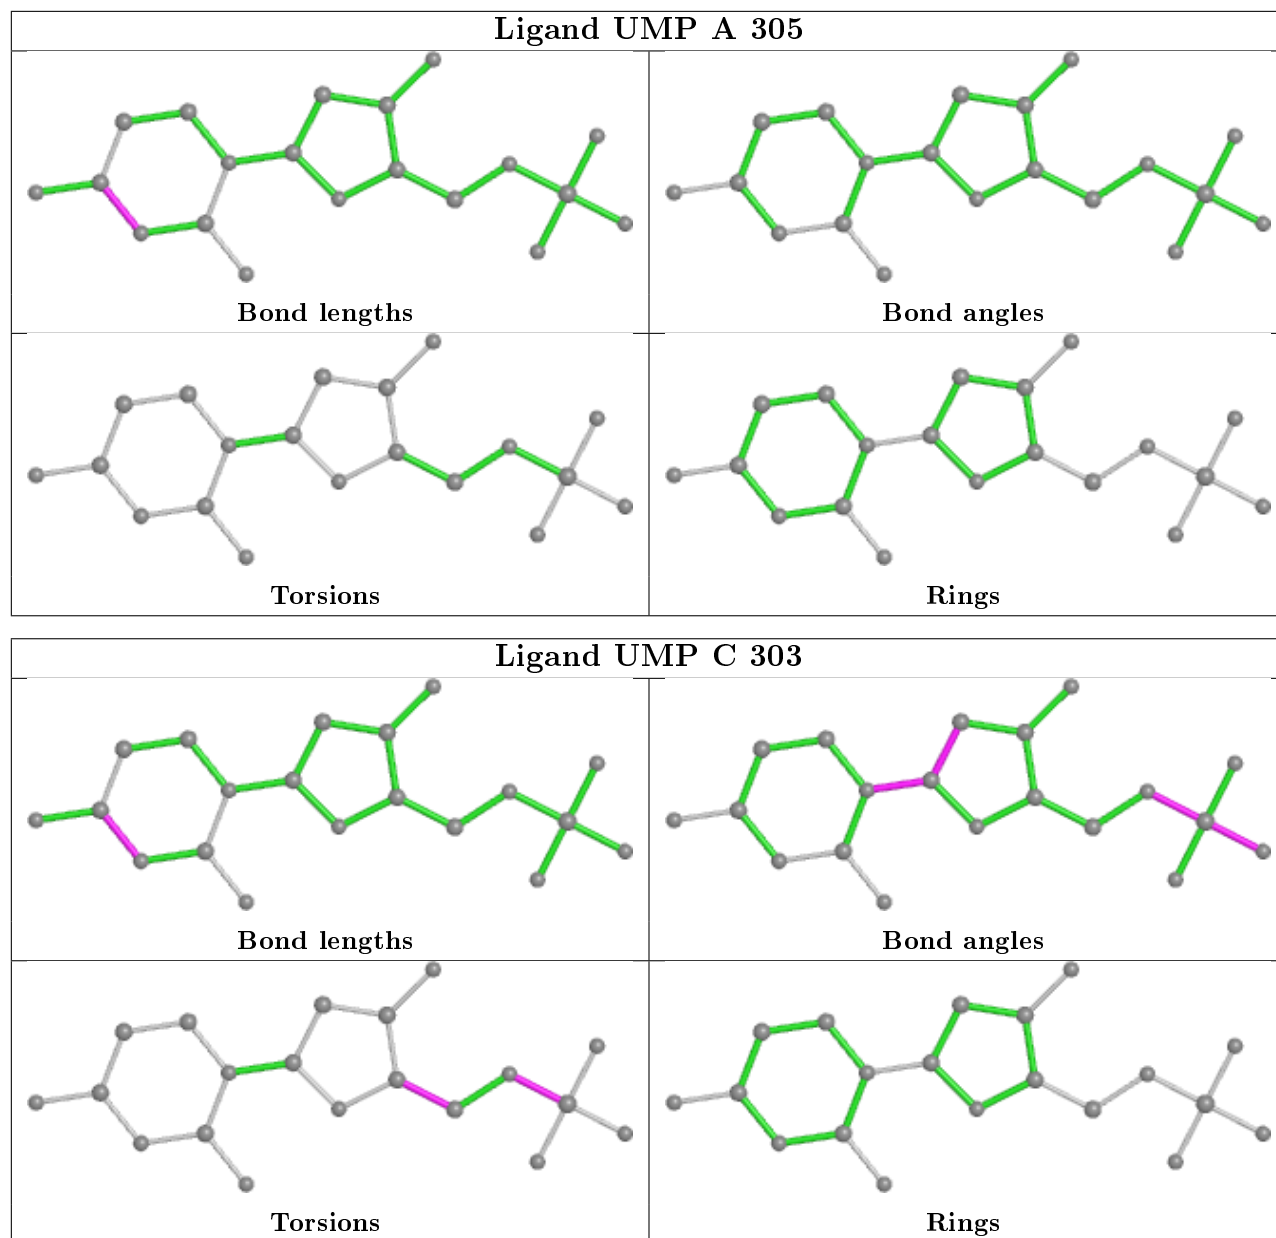 Ligand UMP A 305
Bond lengths
Bond angles
Torsions
Rings
Ligand UMP C 303
Bond lengths
Bond angles
Torsions
Rings